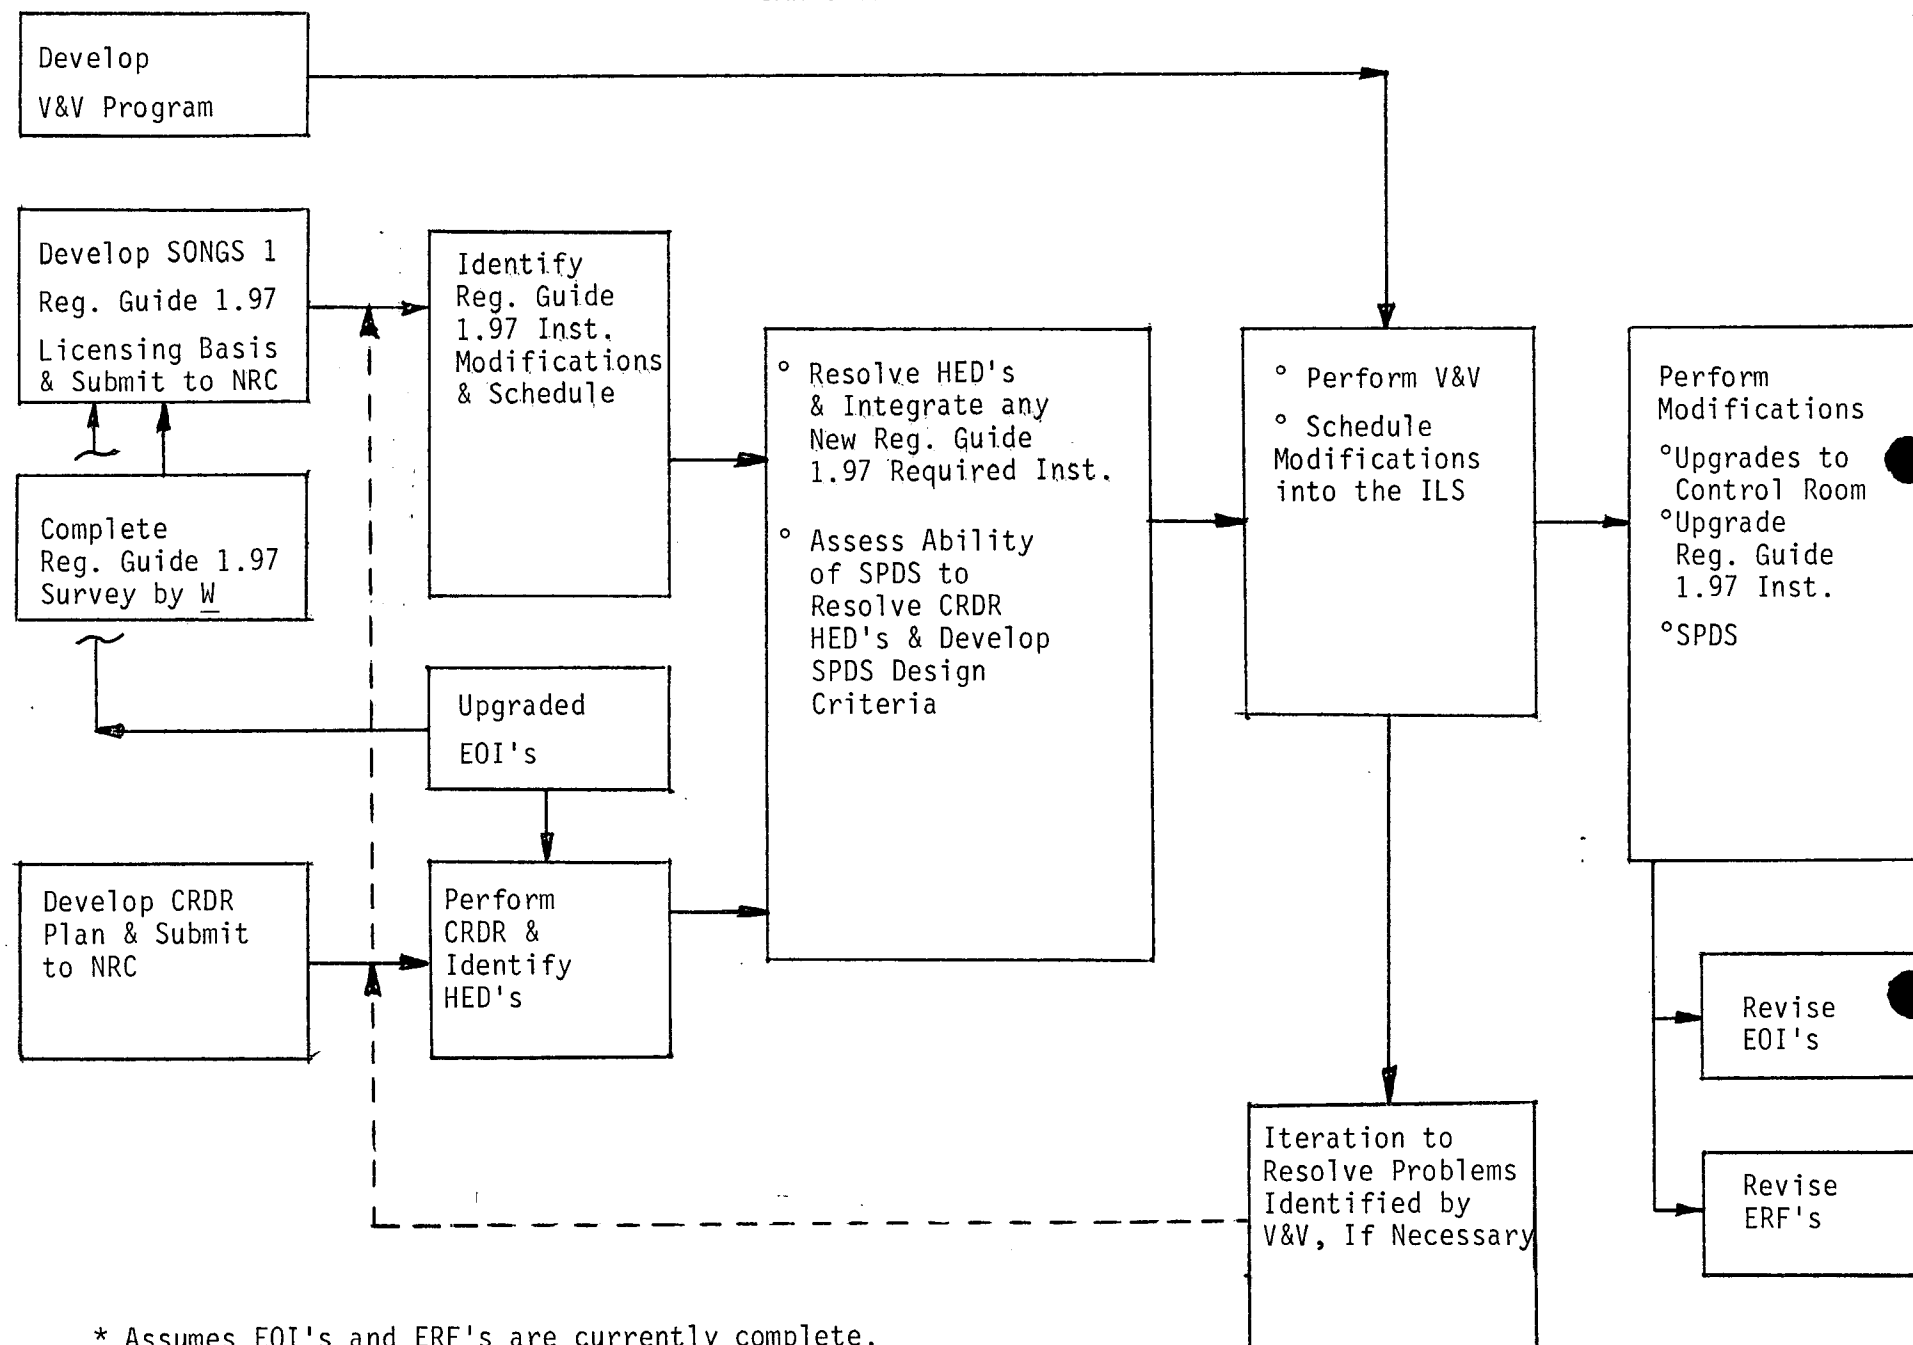 Develop
V&V Program
Develop SONGS 1
Reg. Guide 1.97
Licensing Basis
& Submit to NRC
Complete
Reg. Guide 1.97
Survey by W
Identify
Reg. Guide
1.97 Inst.
Modifications
& Schedule
Upgraded
EOI's
Develop CRDR
Plan & Submit
to NRC
Perform
CRDR &
Identify
HED's
° Resolve HED's
& Integrate any
New Reg. Guide
1.97 Required Inst.
° Assess Ability
of SPDS to
Resolve CRDR
HED's & Develop
SPDS Design
Criteria
° Perform V&V
° Schedule
Modifications
into the ILS
Perform
Modifications
°Upgrades to
Control Room
°Upgrade
Reg. Guide
1.97 Inst.
°SPDS
Revise
EOI's
Revise
ERF's
Iteration to
Resolve Problems
Identified by
V&V, If Necessary
* Assumes EOI's and ERF's are currently complete.